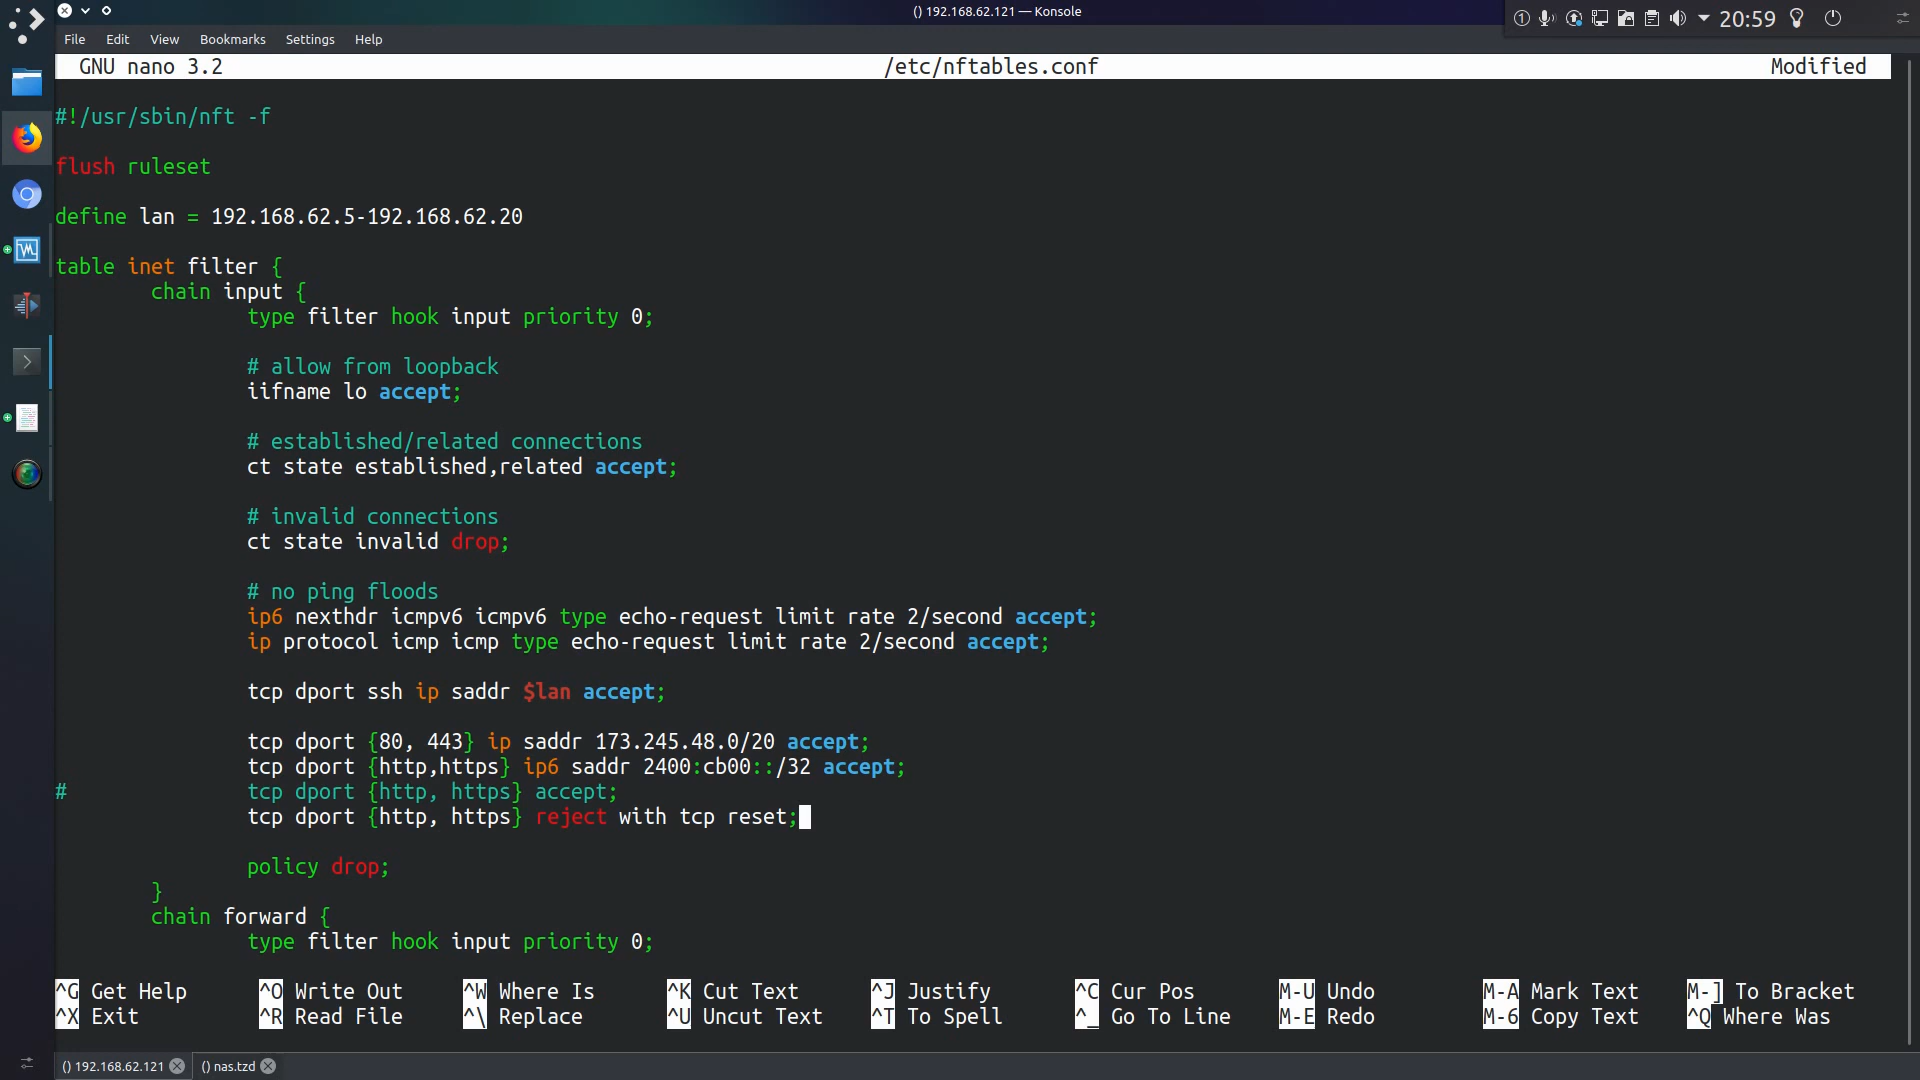 () 192.168.62.121 — Konsole
20:59
File Edit View Bookmarks Settings Help
GNU nano 3.2 /etc/nftables.conf Modified
#!/usr/sbin/nft -f
flush ruleset
define lan = 192.168.62.5-192.168.62.20
table inet filter {
chain input {
type filter hook input priority 0;
# allow from loopback
iifname lo accept;
# established/related connections
ct state established,related accept;
# invalid connections
ct state invalid drop;
# no ping floods
ip6 nexthdr icmpv6 icmpv6 type echo-request limit rate 2/second accept;
ip protocol icmp icmp type echo-request limit rate 2/second accept;
tcp dport ssh ip saddr $lan accept;
tcp dport {80, 443} ip saddr 173.245.48.0/20 accept;
tcp dport {http,https} ip6 saddr 2400:cb00::/32 accept;
# tcp dport {http, https} accept;
tcp dport {http, https} reject with tcp reset;
policy drop;
}
chain forward {
type filter hook input priority 0;
^G Get Help ^O Write Out ^W Where Is ^K Cut Text ^J Justify ^C Cur Pos M-U Undo M-A Mark Text M-] To Bracket
^X Exit ^R Read File ^\ Replace ^U Uncut Text ^T To Spell ^_ Go To Line M-E Redo M-6 Copy Text ^Q Where Was
() 192.168.62.121 () nas.tzd